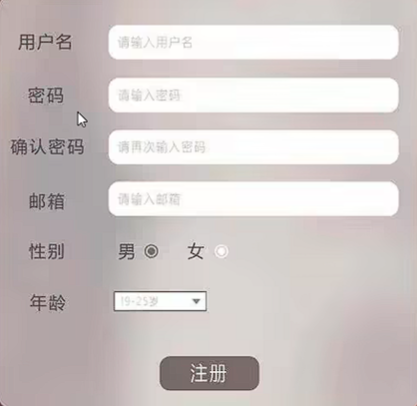 用户名 请输入用户名
密码 请输入密码
确认密码 请再次输入密码
邮箱 请输入邮箱
性别 男 女
年龄 19-25岁
注册